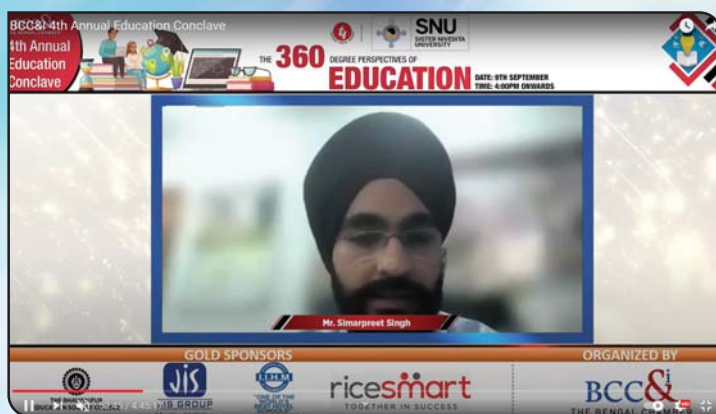 BCC&I 4th Annual Education Conclave
4th Annual
Education
Conclave
SNU
SISTER NIVEDITA
UNIVERSITY
THE 360 DEGREE PERSPECTIVES OF
EDUCATION
DATE: 9TH SEPTEMBER
TIME: 4:00PM ONWARDS
Mr. Simarpreet Singh
GOLD SPONSORS
ORGANIZED BY
JIS
JIS GROUP
ricesmart
TOGETHER IN SUCCESS
BCC&i
THE BENGAL CHAMBER